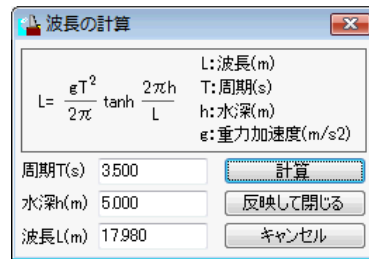 波長の計算
L= gT²/2π tanh 2πh/L
L:波長(m)
T:周期(s)
h:水深(m)
g:重力加速度(m/s2)
周期T(s) 3.500 計算
水深h(m) 5.000 反映して閉じる
波長L(m) 17.980 キャンセル